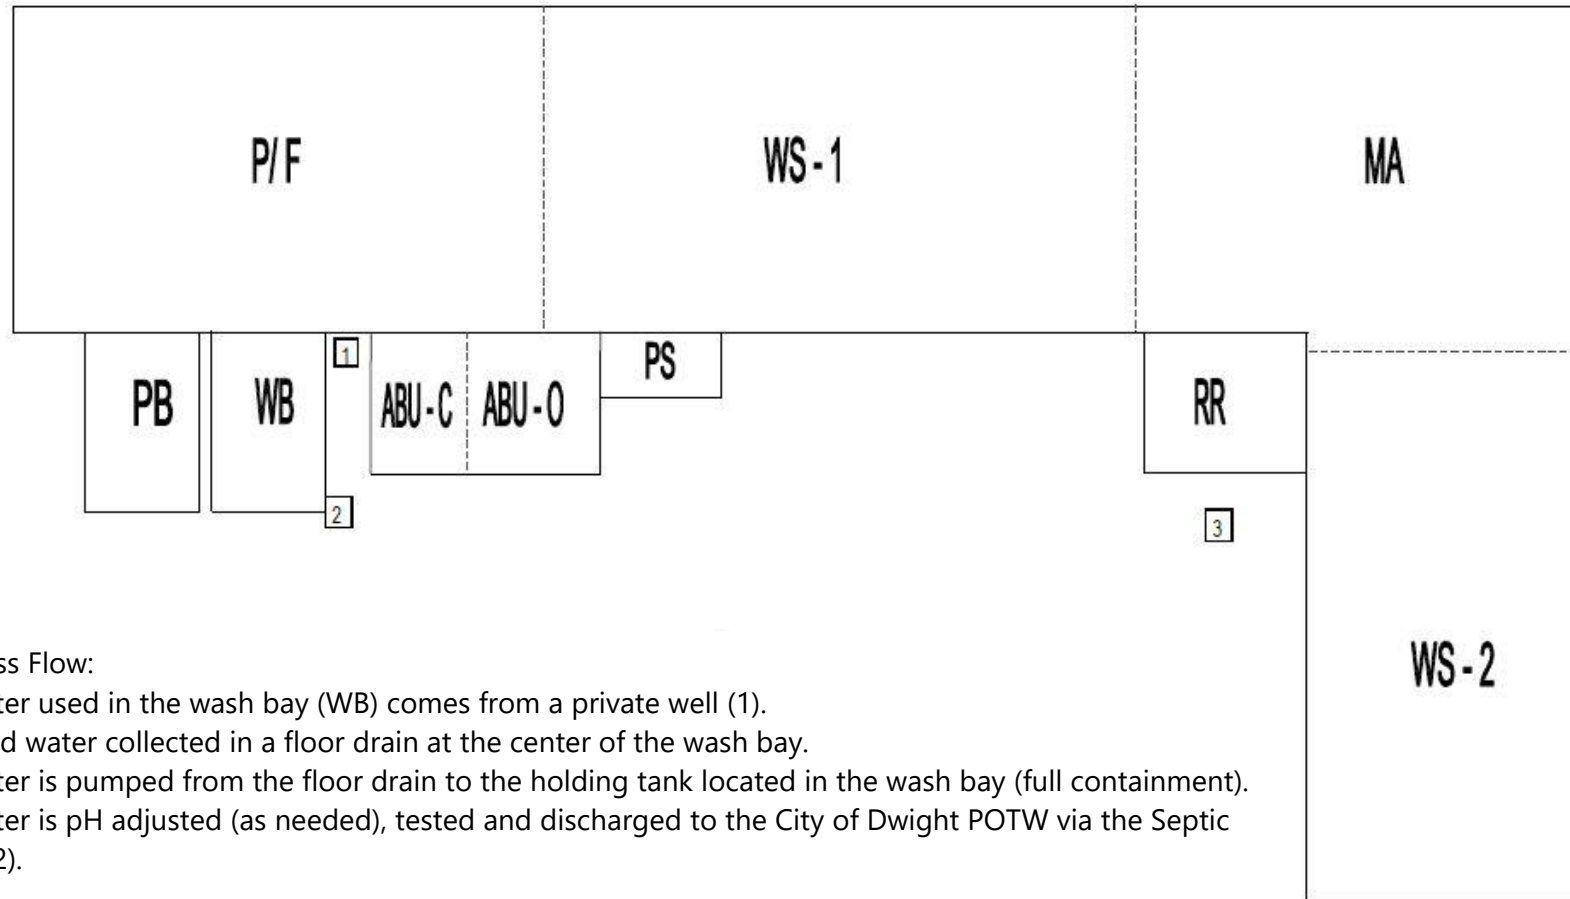 P/ F
WS - 1
MA
1
PS
PB
WB
ABU - C
ABU - O
RR
2
3
WS - 2
ss Flow:
ter used in the wash bay (WB) comes from a private well (1).
d water collected in a floor drain at the center of the wash bay.
ter is pumped from the floor drain to the holding tank located in the wash bay (full containment).
ter is pH adjusted (as needed), tested and discharged to the City of Dwight POTW via the Septic
2).